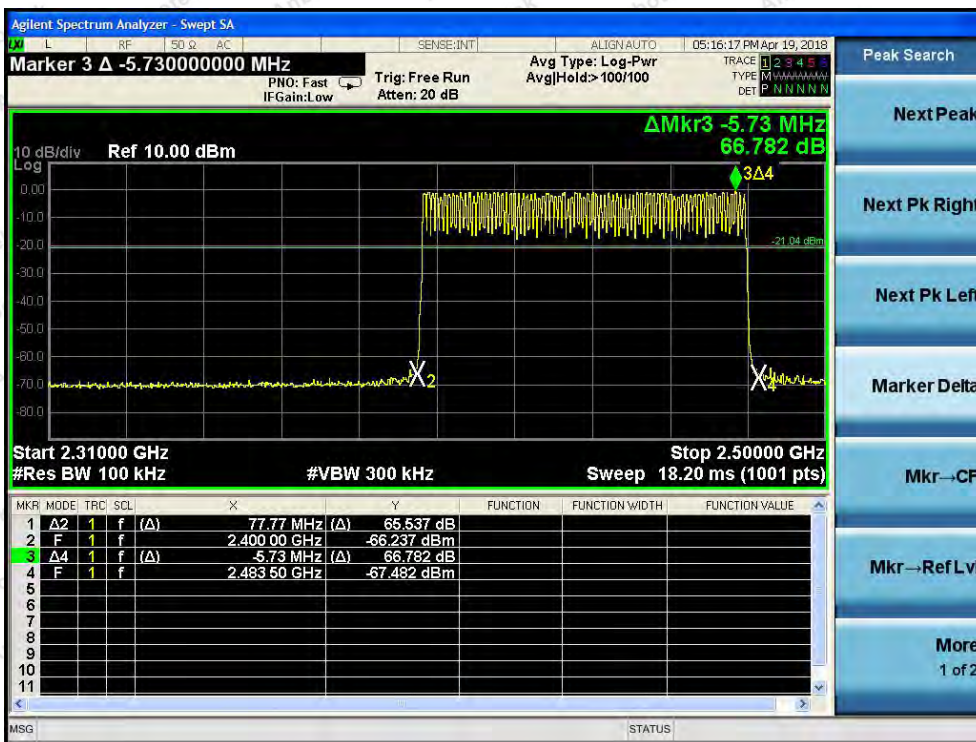 Agilent Spectrum Analyzer - Swept SA
LXI L RF 50 Ω AC SENSE:INT ALIGNAUTO 05:16:17 PM Apr 19, 2018
Marker 3 Δ -5.730000000 MHz
PNO: Fast
IFGain:Low
Trig: Free Run
Atten: 20 dB
Avg Type: Log-Pwr
Avg|Hold:>100/100
TRACE 1 2 3 4 5 6
TYPE M WWWWW
DET P N N N N N
Peak Search
ΔMkr3 -5.73 MHz
66.782 dB
10 dB/div Ref 10.00 dBm
Log
3Δ4
0.00
-10.0
-20.0
-21.04 dBm
-30.0
-40.0
-50.0
-60.0
-70.0
2
4
-80.0
Start 2.31000 GHz Stop 2.50000 GHz
#Res BW 100 kHz #VBW 300 kHz Sweep 18.20 ms (1001 pts)
MKR MODE TRC SCL X Y FUNCTION FUNCTION WIDTH FUNCTION VALUE
1 Δ2 1 f (Δ) 77.77 MHz (Δ) 65.537 dB
2 F 1 f 2.400 00 GHz -66.237 dBm
3 Δ4 1 f (Δ) -5.73 MHz (Δ) 66.782 dB
4 F 1 f 2.483 50 GHz -67.482 dBm
5
6
7
8
9
10
11
MSG STATUS
Next Peak
Next Pk Right
Next Pk Left
Marker Delta
Mkr→CF
Mkr→Ref Lvl
More
1 of 2